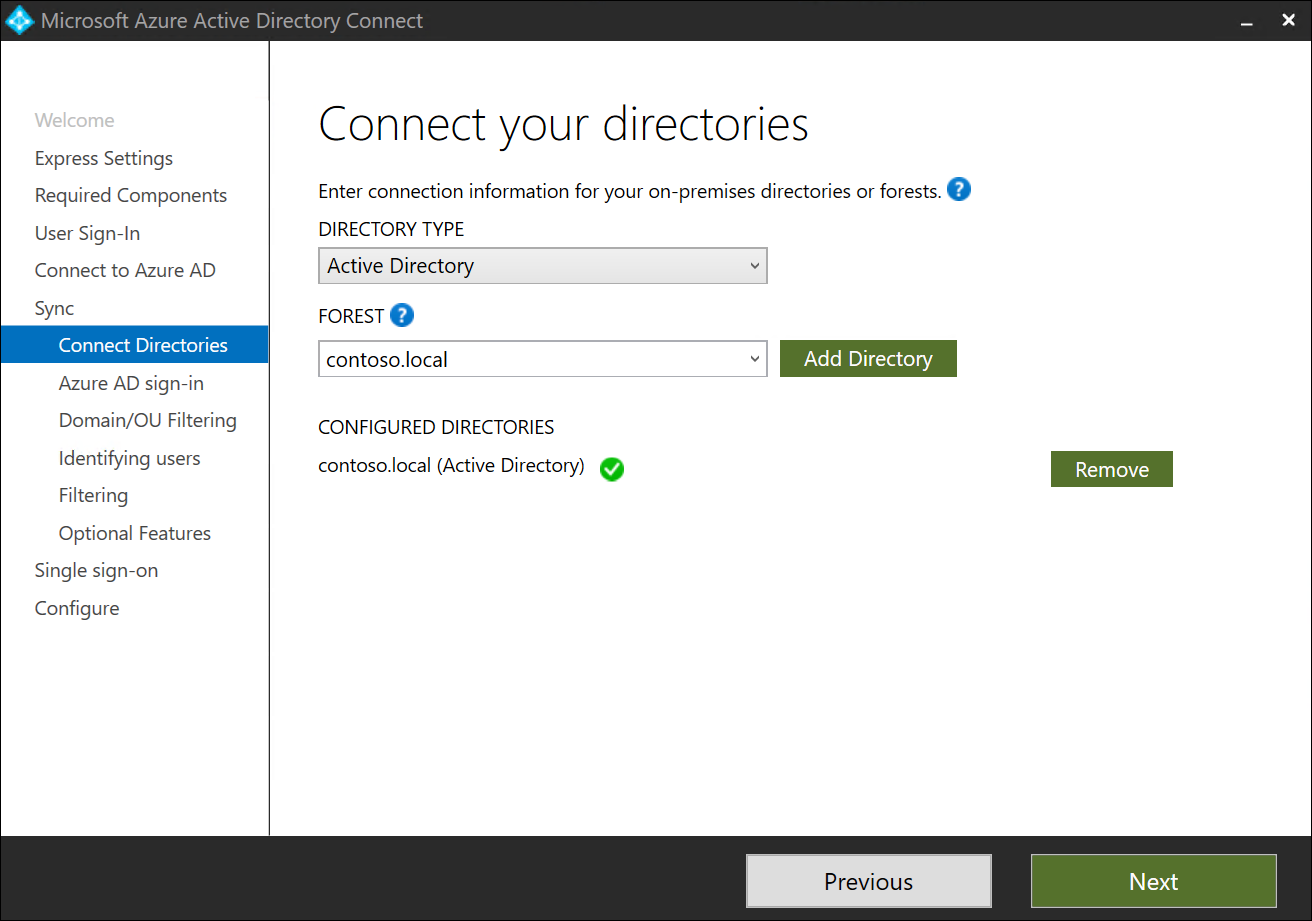 Microsoft Azure Active Directory Connect
Welcome
Express Settings
Required Components
User Sign-In
Connect to Azure AD
Sync
Connect Directories
Azure AD sign-in
Domain/OU Filtering
Identifying users
Filtering
Optional Features
Single sign-on
Configure
Connect your directories
Enter connection information for your on-premises directories or forests. ?
DIRECTORY TYPE
Active Directory
FOREST ?
contoso.local
Add Directory
CONFIGURED DIRECTORIES
contoso.local (Active Directory)
Remove
Previous
Next